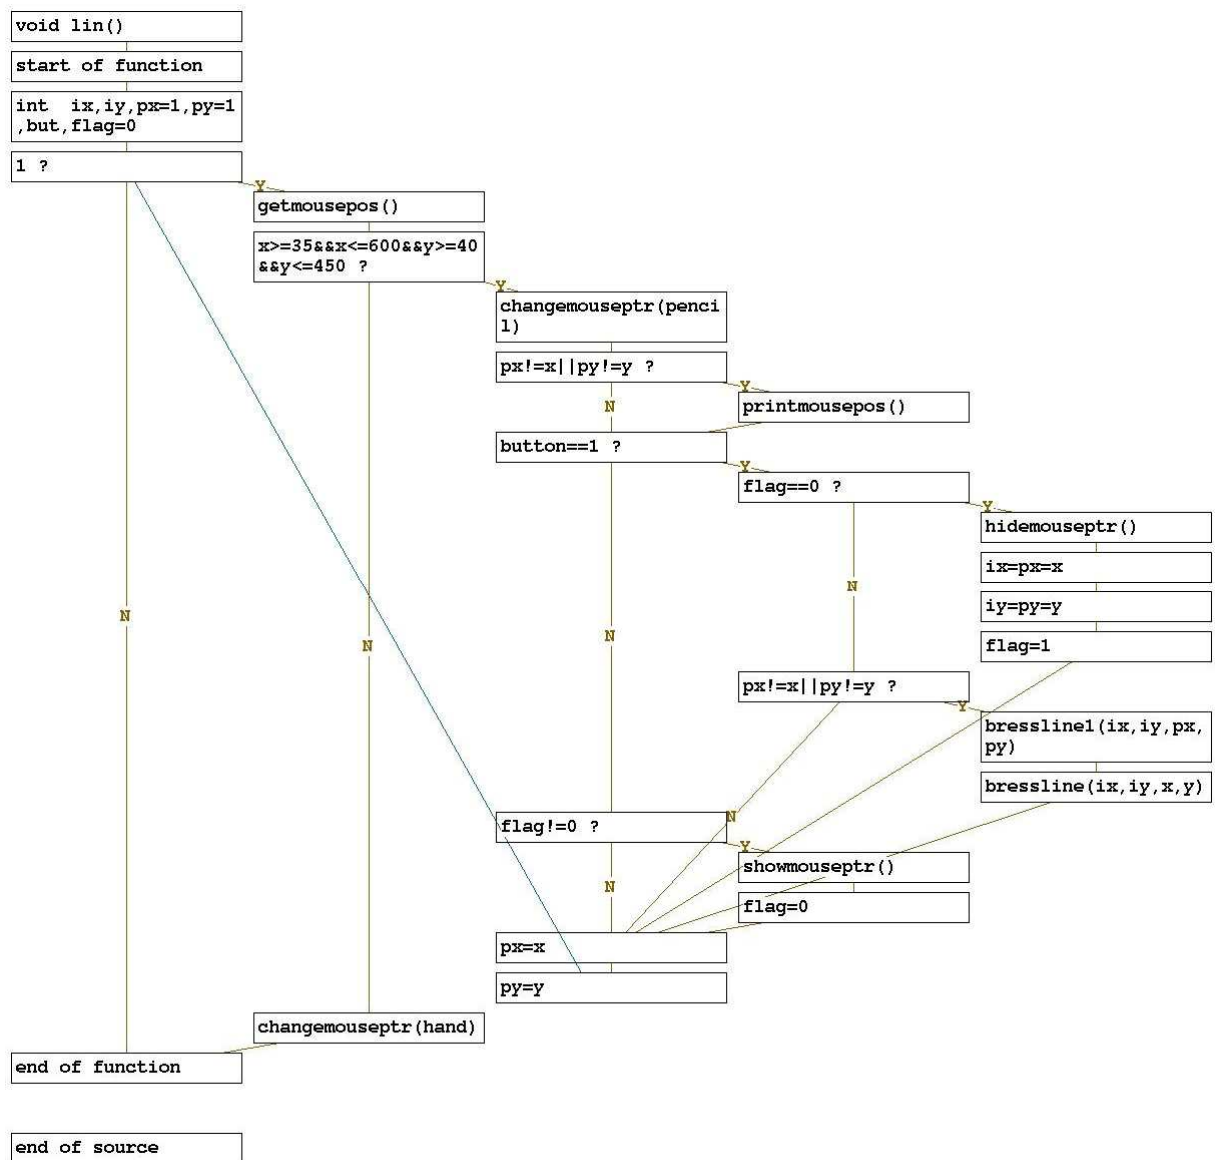 void lin()
start of function
int  ix,iy,px=1,py=1
,but,flag=0
1 ?
Y
getmousepos()
x>=35&&x<=600&&y>=40
&&y<=450 ?
Y
changemouseptr(penci
l)
px!=x||py!=y ?
Y
N
printmousepos()
button==1 ?
Y
flag==0 ?
Y
hidemouseptr()
ix=px=x
N
iy=py=y
N
N
N
flag=1
px!=x||py!=y ?
Y
bressline1(ix,iy,px,
py)
bressline(ix,iy,x,y)
N
flag!=0 ?
Y
showmouseptr()
N
flag=0
px=x
py=y
changemouseptr(hand)
end of function
end of source